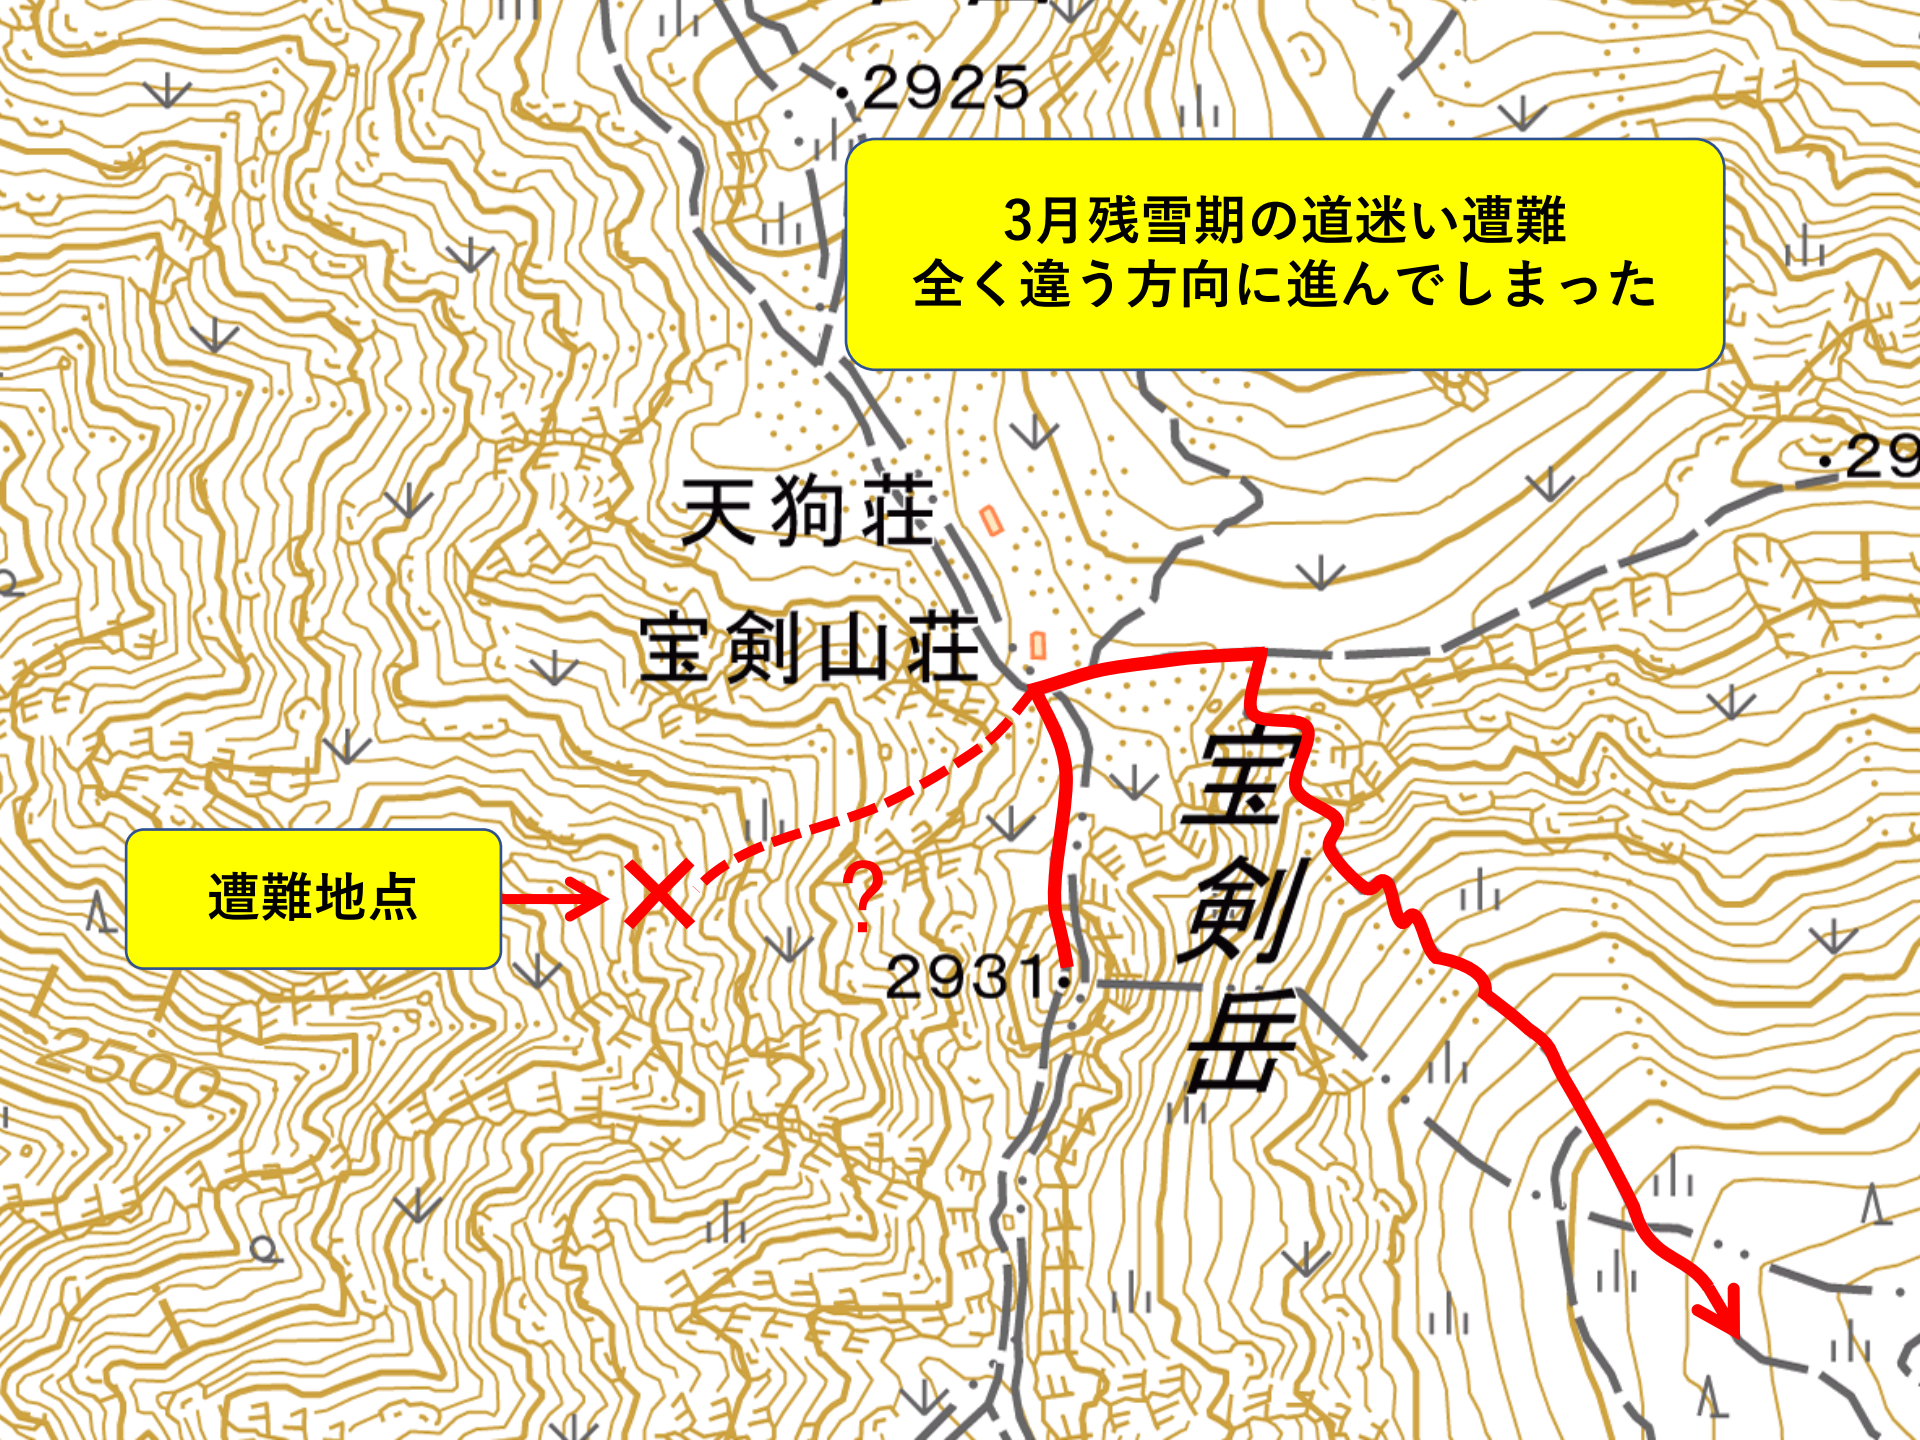 2925
3月残雪期の道迷い遭難
全く違う方向に進んでしまった
29
天狗荘
宝剣山荘
宝剣岳
遭難地点
?
2931
2500